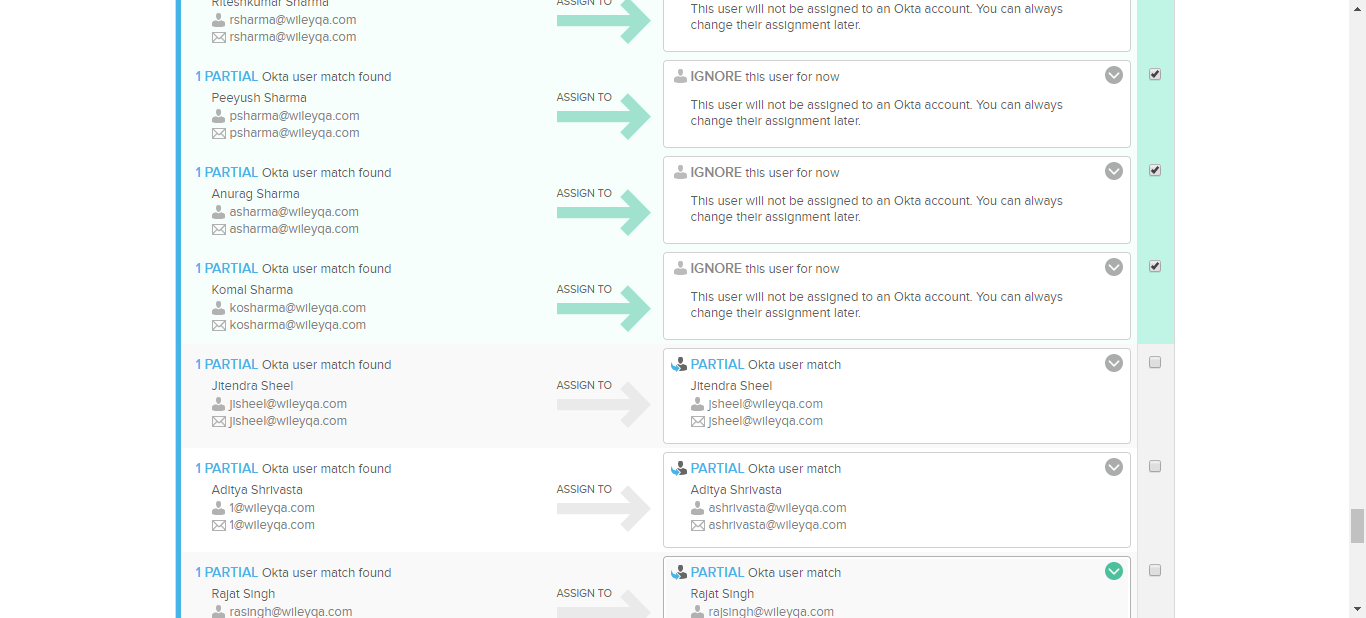 Riteshkumar Sharma
rsharma@wileyqa.com
rsharma@wileyqa.com
ASSIGN TO
This user will not be assigned to an Okta account. You can always
change their assignment later.
1 PARTIAL Okta user match found
Peeyush Sharma
psharma@wileyqa.com
psharma@wileyqa.com
ASSIGN TO
IGNORE this user for now
This user will not be assigned to an Okta account. You can always
change their assignment later.
1 PARTIAL Okta user match found
Anurag Sharma
asharma@wileyqa.com
asharma@wileyqa.com
ASSIGN TO
IGNORE this user for now
This user will not be assigned to an Okta account. You can always
change their assignment later.
1 PARTIAL Okta user match found
Komal Sharma
kosharma@wileyqa.com
kosharma@wileyqa.com
ASSIGN TO
IGNORE this user for now
This user will not be assigned to an Okta account. You can always
change their assignment later.
1 PARTIAL Okta user match found
Jitendra Sheel
jisheel@wileyqa.com
jisheel@wileyqa.com
ASSIGN TO
PARTIAL Okta user match
Jitendra Sheel
jsheel@wileyqa.com
jsheel@wileyqa.com
1 PARTIAL Okta user match found
Aditya Shrivasta
1@wileyqa.com
1@wileyqa.com
ASSIGN TO
PARTIAL Okta user match
Aditya Shrivasta
ashrivasta@wileyqa.com
ashrivasta@wileyqa.com
1 PARTIAL Okta user match found
Rajat Singh
rasingh@wileyqa.com
ASSIGN TO
PARTIAL Okta user match
Rajat Singh
rajsingh@wileyqa.com